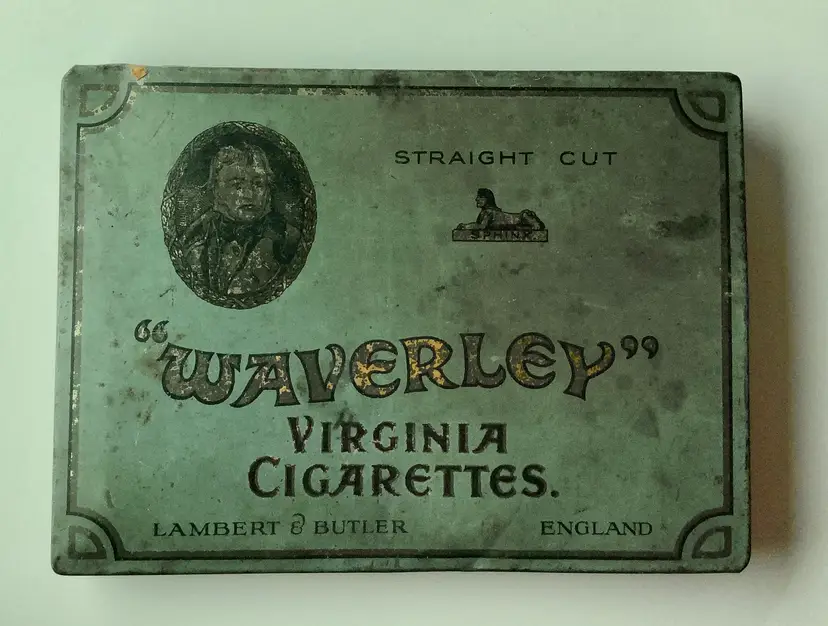 STRAIGHT CUT
SPHINX
“WAVERLEY”
VIRGINIA
CIGARETTES.
LAMBERT & BUTLER ENGLAND